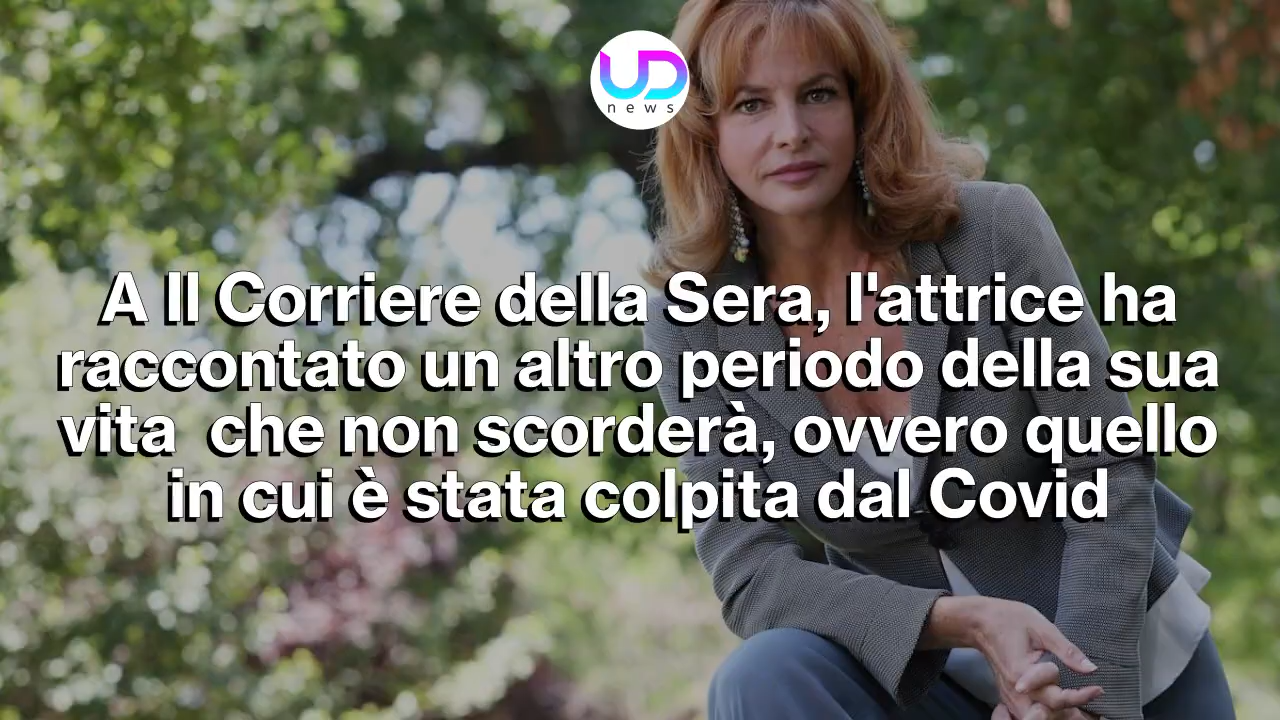 UD
news
A Il Corriere della Sera, l'attrice ha
raccontato un altro periodo della sua
vita  che non scorderà, ovvero quello
in cui è stata colpita dal Covid